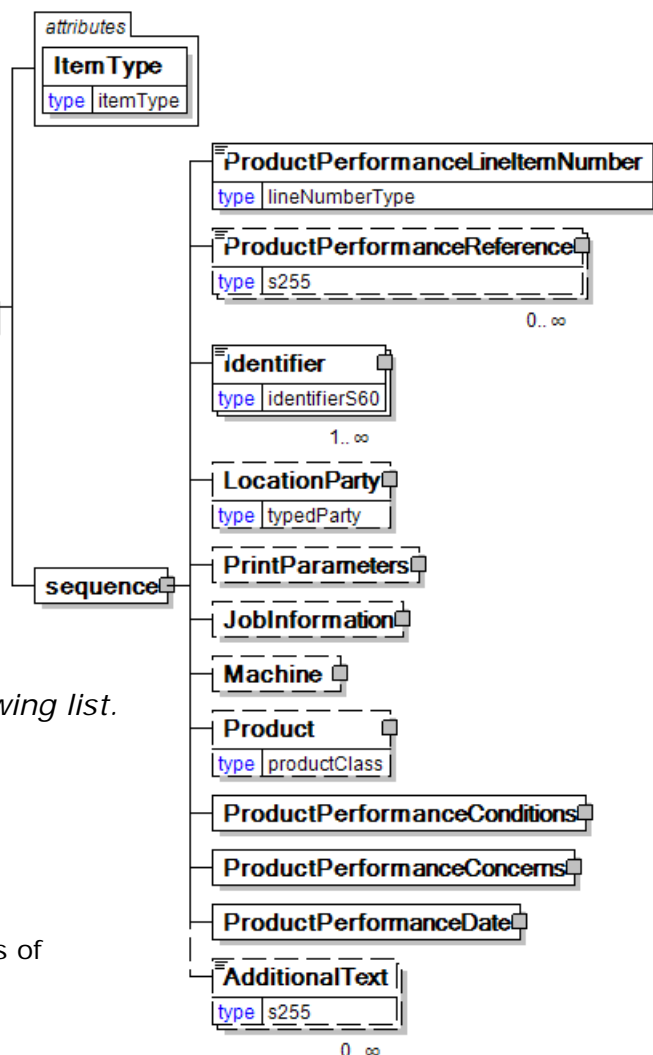 attributes
ItemType
type itemType
ProductPerformanceLineItemNumber
type lineNumberType
ProductPerformanceReference
type s255
0..∞
Identifier
type identifierS60
1..∞
LocationParty
type typedParty
PrintParameters
sequence
JobInformation
Machine
wing list.
Product
type productClass
ProductPerformanceConditions
ProductPerformanceConcerns
ProductPerformanceDate
s of
AdditionalText
type s255
0..∞